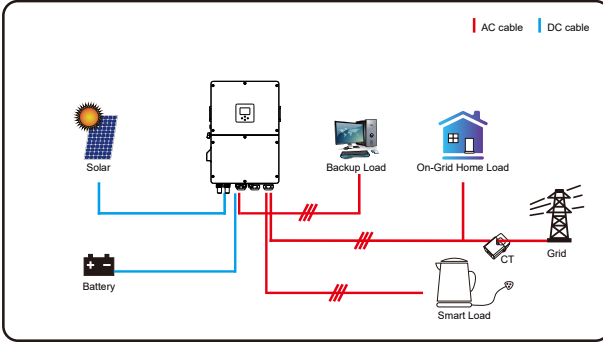 AC cable
DC cable
Solar
Backup Load
On-Grid Home Load
CT
Grid
Battery
Smart Load